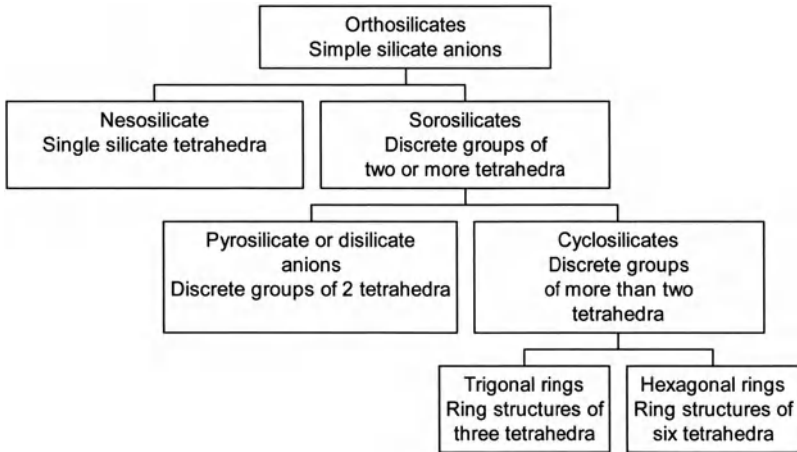 Orthosilicates
Simple silicate anions
Nesosilicate
Single silicate tetrahedra
Sorosilicates
Discrete groups of
two or more tetrahedra
Pyrosilicate or disilicate
anions
Discrete groups of 2 tetrahedra
Cyclosilicates
Discrete groups
of more than two
tetrahedra
Trigonal rings
Ring structures of
three tetrahedra
Hexagonal rings
Ring structures of
six tetrahedra